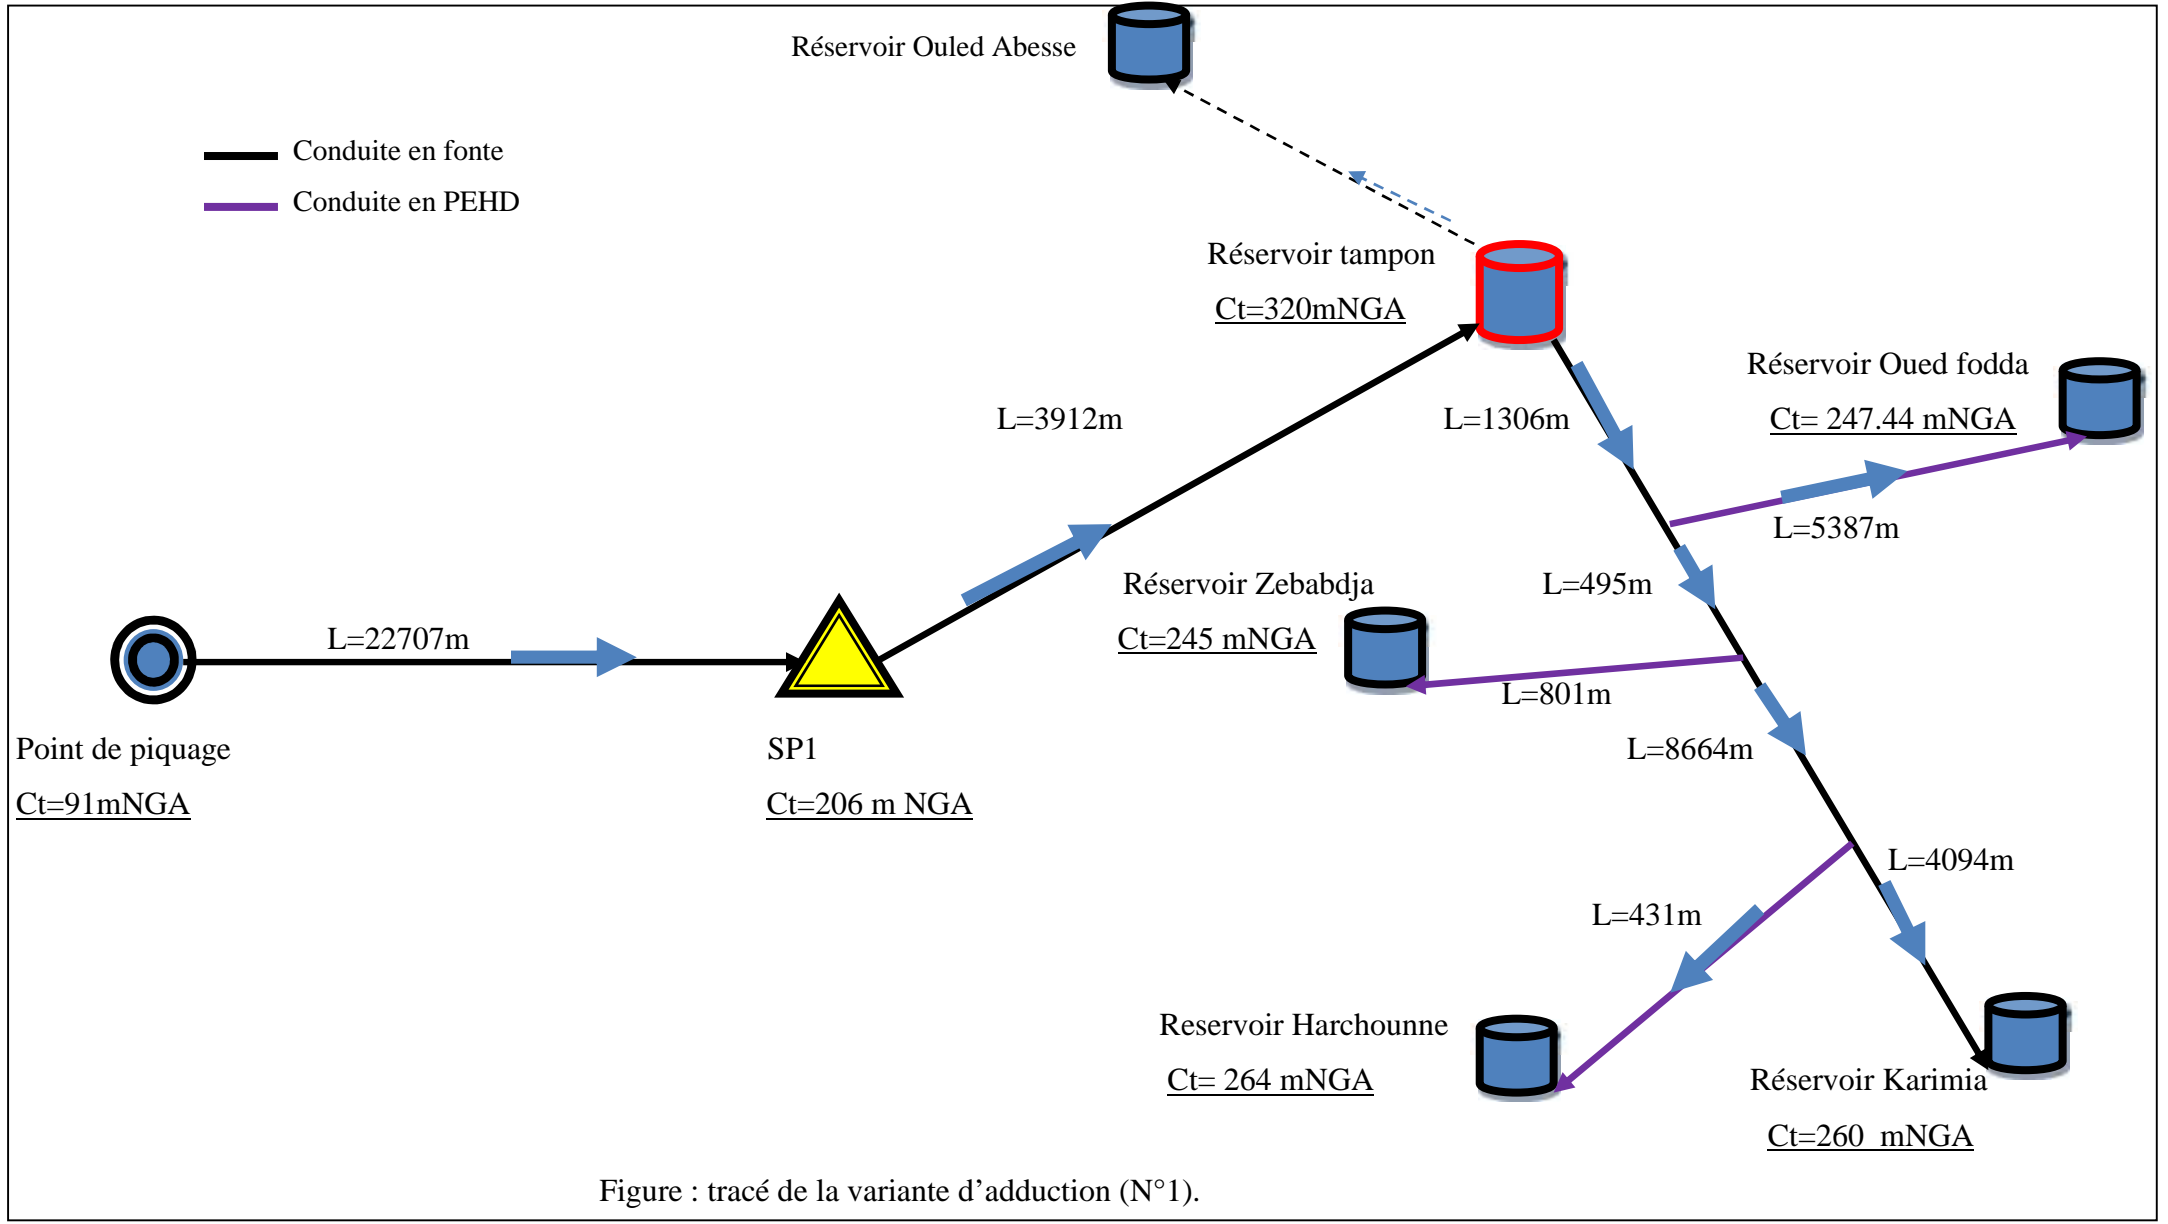 Réservoir Ouled Abesse
Conduite en fonte
Conduite en PEHD
Réservoir tampon
Ct=320mNGA
Réservoir Oued fodda
Ct= 247.44 mNGA
L=3912m
L=1306m
L=5387m
Réservoir Zebabdja
Ct=245 mNGA
L=495m
L=22707m
L=801m
Point de piquage
Ct=91mNGA
SP1
Ct=206 m NGA
L=8664m
L=4094m
L=431m
Reservoir Harchounne
Ct= 264 mNGA
Réservoir Karimia
Ct=260 mNGA
Figure : tracé de la variante d’adduction (N°1).